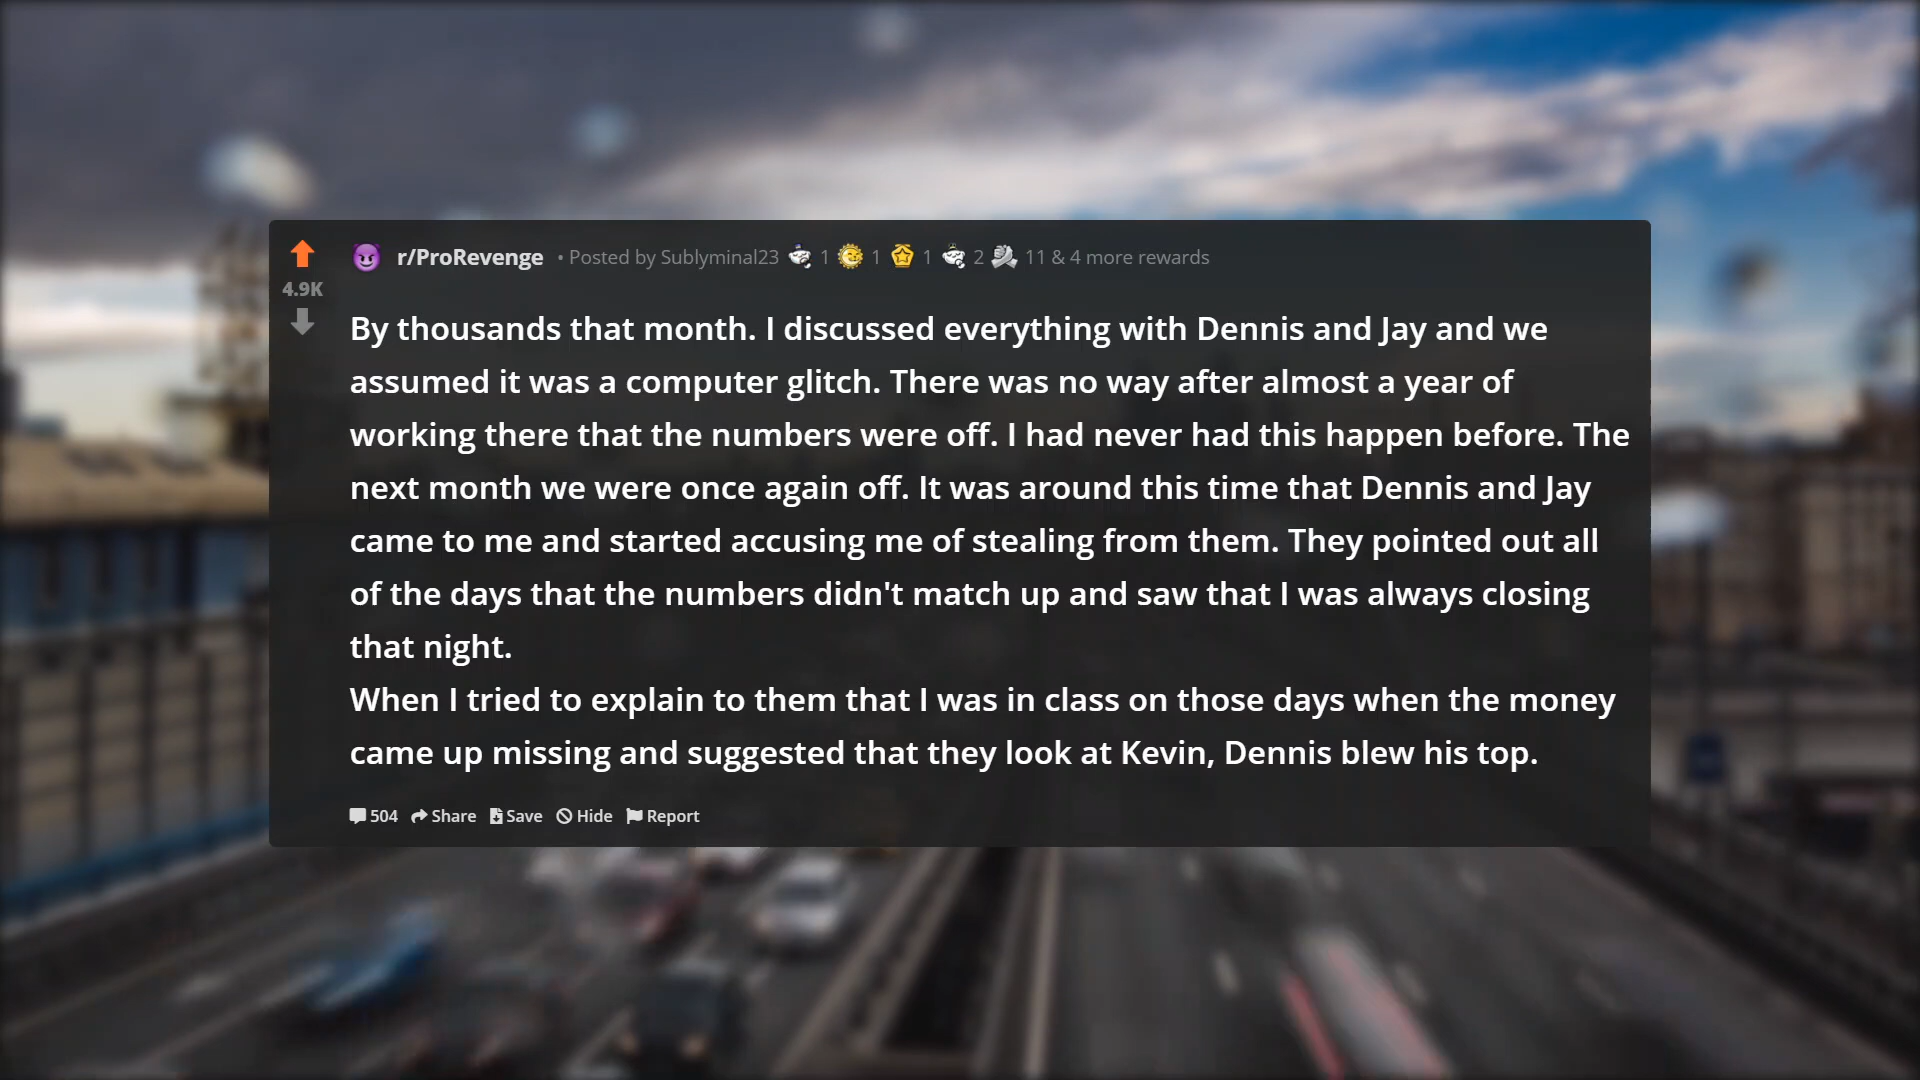 r/ProRevenge • Posted by Sublyminal23 1 1 1 2 11 & 4 more rewards
4.9K
By thousands that month. I discussed everything with Dennis and Jay and we
assumed it was a computer glitch. There was no way after almost a year of
working there that the numbers were off. I had never had this happen before. The
next month we were once again off. It was around this time that Dennis and Jay
came to me and started accusing me of stealing from them. They pointed out all
of the days that the numbers didn't match up and saw that I was always closing
that night.
When I tried to explain to them that I was in class on those days when the money
came up missing and suggested that they look at Kevin, Dennis blew his top.
504 Share Save Hide Report